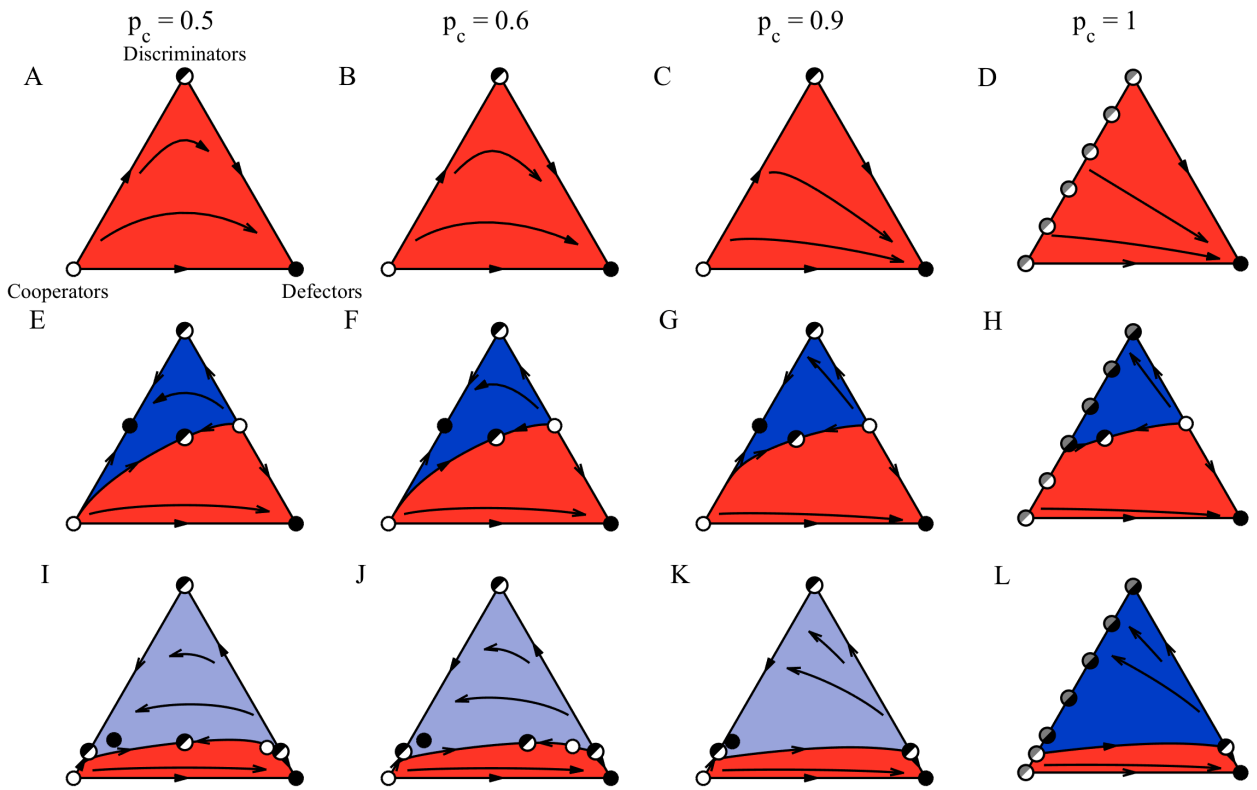 p_c = 0.5 p_c = 0.6 p_c = 0.9 p_c = 1
Discriminators
A B C D
Cooperators Defectors
E F G H
I J K L